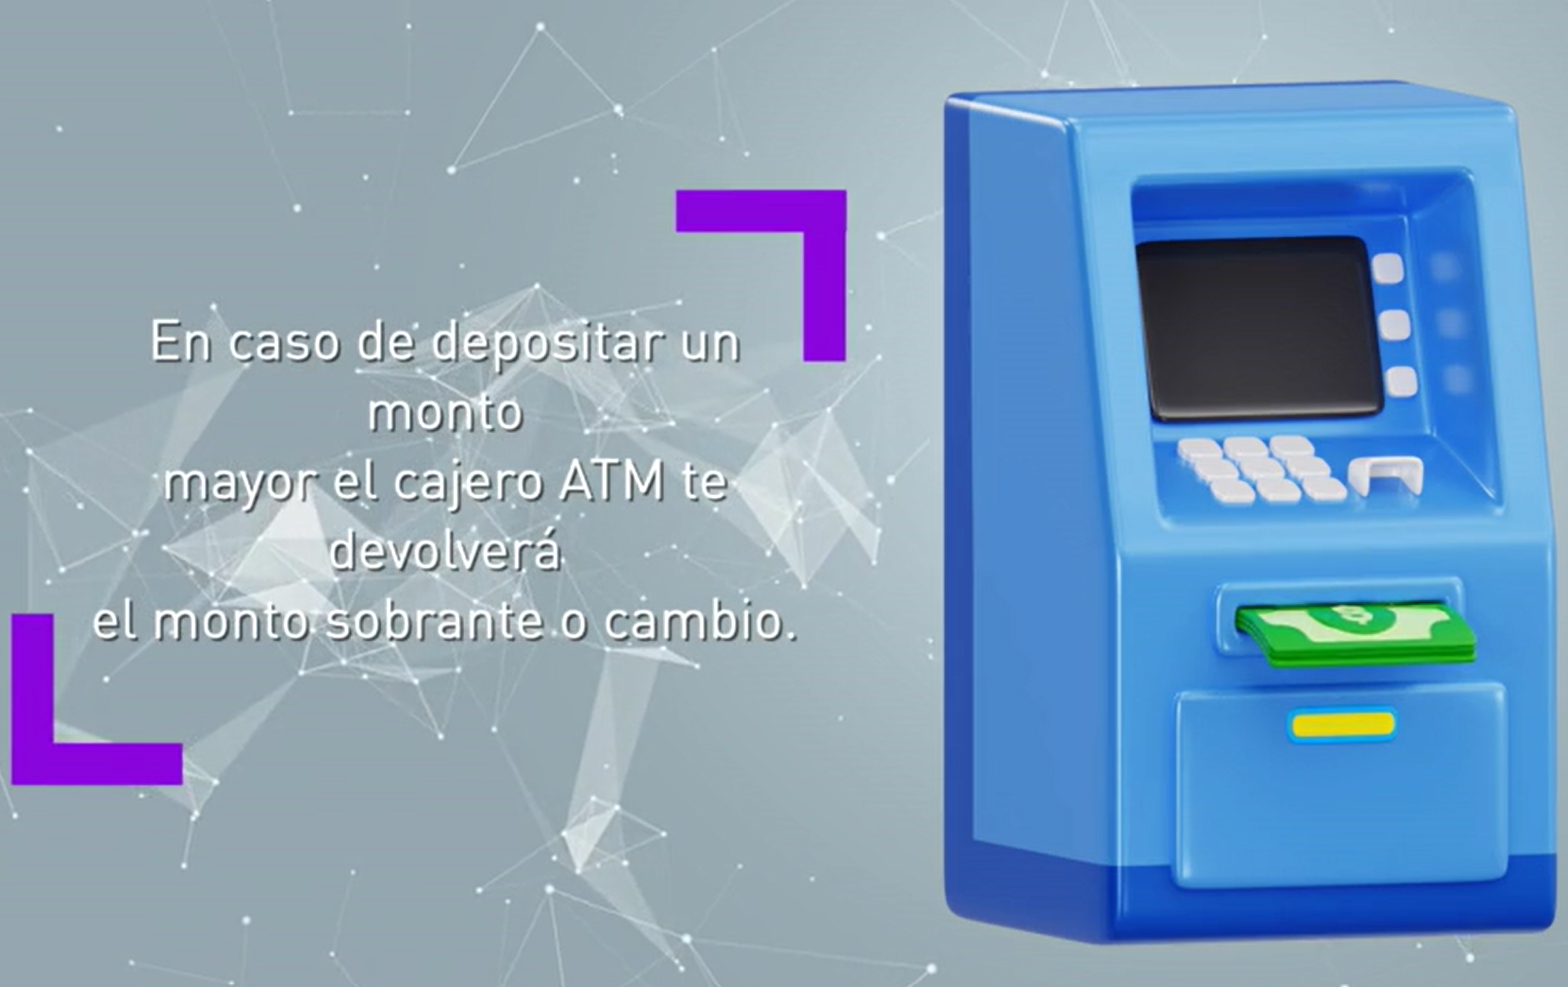 En caso de depositar un
monto
mayor el cajero ATM te
devolverá
el monto sobrante o cambio.